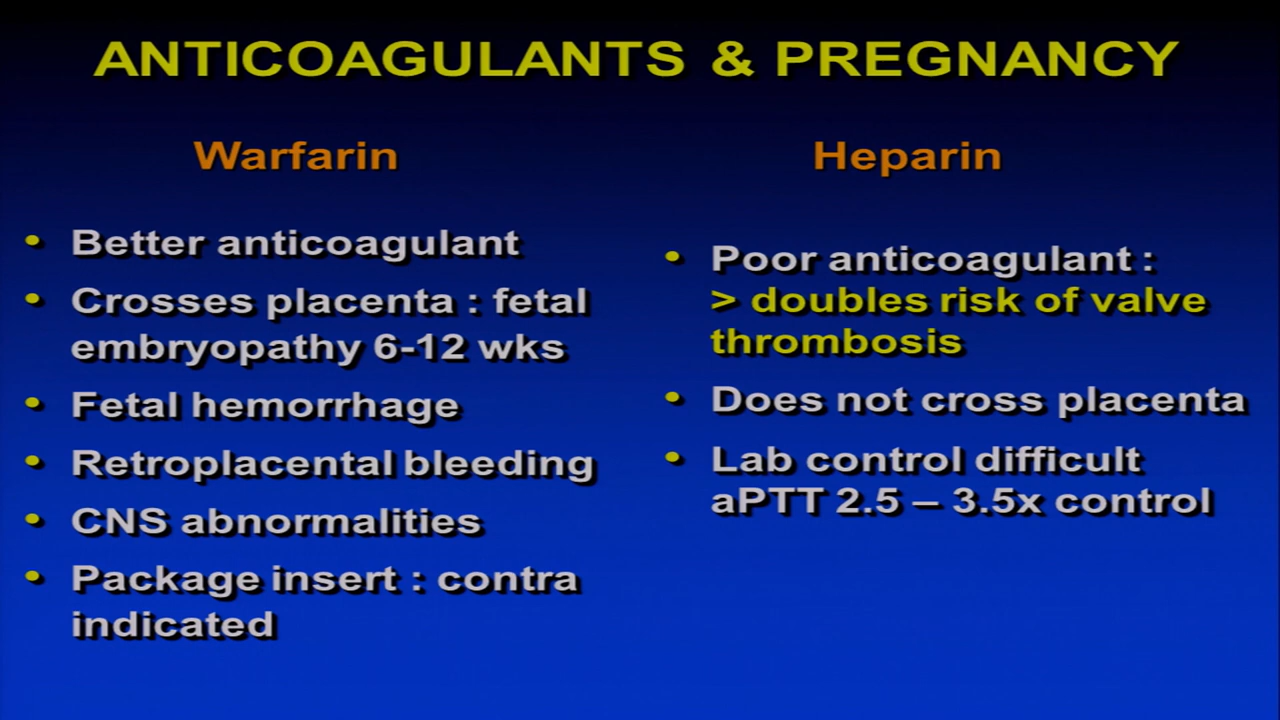 ANTICOAGULANTS & PREGNANCY
Warfarin
• Better anticoagulant
• Crosses placenta : fetal
embryopathy 6-12 wks
• Fetal hemorrhage
• Retroplacental bleeding
• CNS abnormalities
• Package insert : contra
indicated
Heparin
• Poor anticoagulant :
> doubles risk of valve
thrombosis
• Does not cross placenta
• Lab control difficult
aPTT 2.5 – 3.5x control